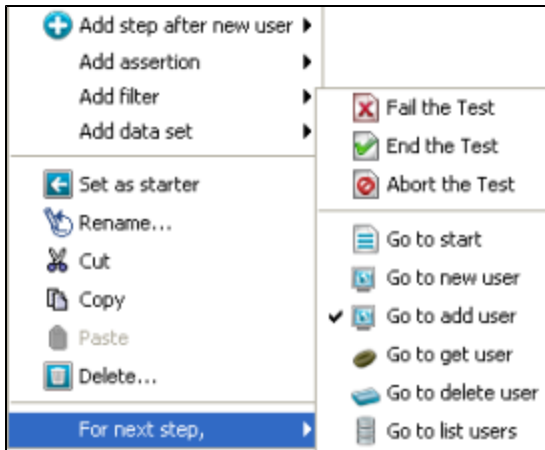 Add step after new user
Add assertion
Add filter
Add data set
Set as starter
Rename...
Cut
Copy
Paste
Delete...
For next step,
Fail the Test
End the Test
Abort the Test
Go to start
Go to new user
Go to add user
Go to get user
Go to delete user
Go to list users